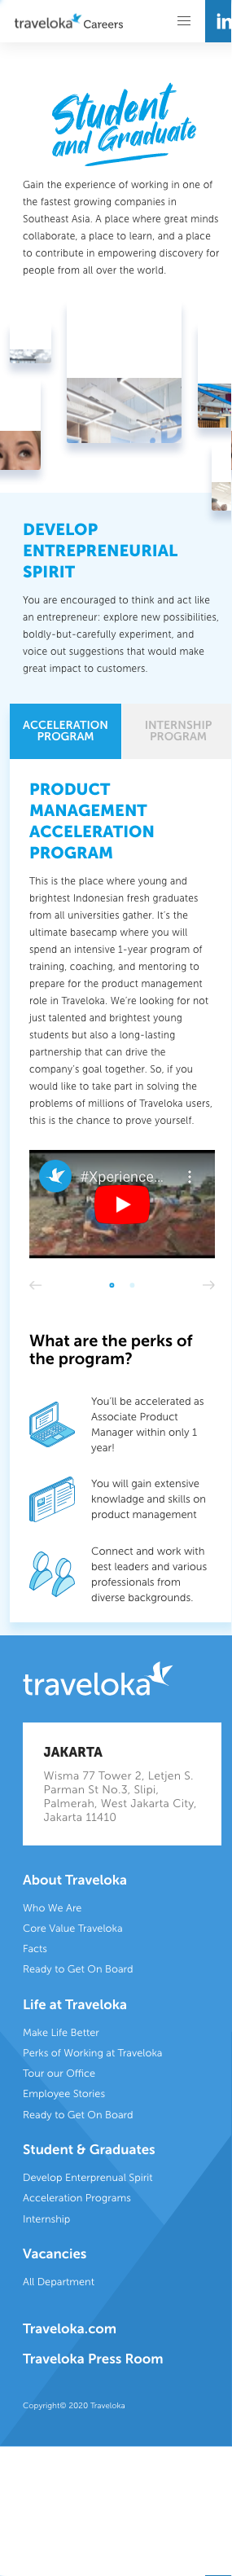 traveloka Careers
in
Student
and Graduate
Gain the experience of working in one of
the fastest growing companies in
Southeast Asia. A place where great minds
collaborate, a place to learn, and a place
to contribute in empowering discovery for
people from all over the world.
DEVELOP
ENTREPRENEURIAL
SPIRIT
You are encouraged to think and act like
an entrepreneur: explore new possibilities,
boldly-but-carefully experiment, and
voice out suggestions that would make
great impact to customers.
ACCELERATION
PROGRAM
INTERNSHIP
PROGRAM
PRODUCT
MANAGEMENT
ACCELERATION
PROGRAM
This is the place where young and
brightest Indonesian fresh graduates
from all universities gather. It's the
ultimate basecamp where you will
spend an intensive 1-year program of
training, coaching, and mentoring to
prepare for the product management
role in Traveloka. We're looking for not
just talented and brightest young
students but also a long-lasting
partnership that can drive the
company's goal together. So, if you
would like to take part in solving the
problems of millions of Traveloka users,
this is the chance to prove yourself.
#Xperience...
What are the perks of
the program?
You'll be accelerated as
Associate Product
Manager within only 1
year!
You will gain extensive
knowladge and skills on
product management
Connect and work with
best leaders and various
professionals from
diverse backgrounds.
traveloka
JAKARTA
Wisma 77 Tower 2, Letjen S.
Parman St No.3, Slipi,
Palmerah, West Jakarta City,
Jakarta 11410
About Traveloka
Who We Are
Core Value Traveloka
Facts
Ready to Get On Board
Life at Traveloka
Make Life Better
Perks of Working at Traveloka
Tour our Office
Employee Stories
Ready to Get On Board
Student & Graduates
Develop Enterprenual Spirit
Acceleration Programs
Internship
Vacancies
All Department
Traveloka.com
Traveloka Press Room
Copyright© 2020 Traveloka